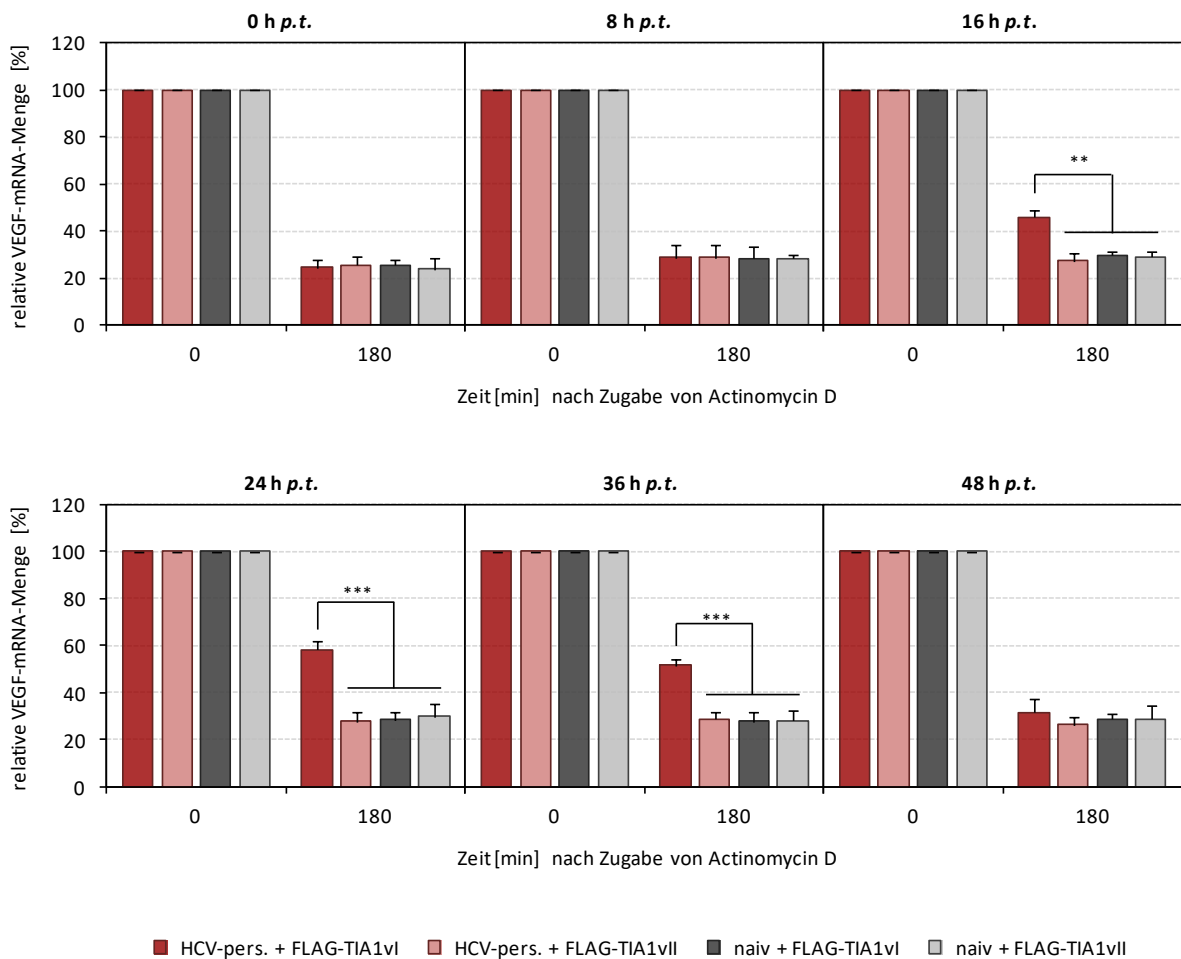 0 h p.t. 8 h p.t. 16 h p.t.
relative VEGF-mRNA-Menge [%]
120
100
80
60
40
20
0
**
0 180 0 180 0 180
Zeit [min] nach Zugabe von Actinomycin D
24 h p.t. 36 h p.t. 48 h p.t.
relative VEGF-mRNA-Menge [%]
120
100
80
60
40
20
0
*** ***
0 180 0 180 0 180
Zeit [min] nach Zugabe von Actinomycin D
HCV-pers. + FLAG-TIA1vI HCV-pers. + FLAG-TIA1vII naiv + FLAG-TIA1vI naiv + FLAG-TIA1vII